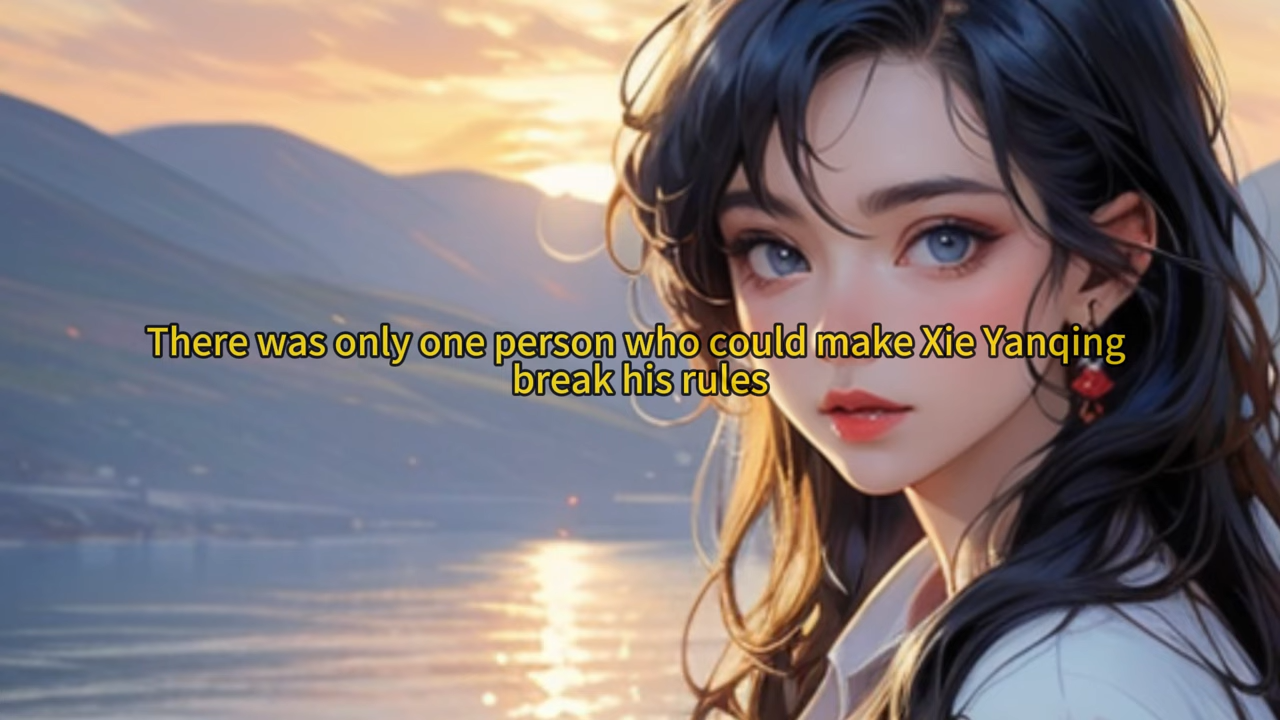 There was only one person who could make Xie Yanqing
break his rules